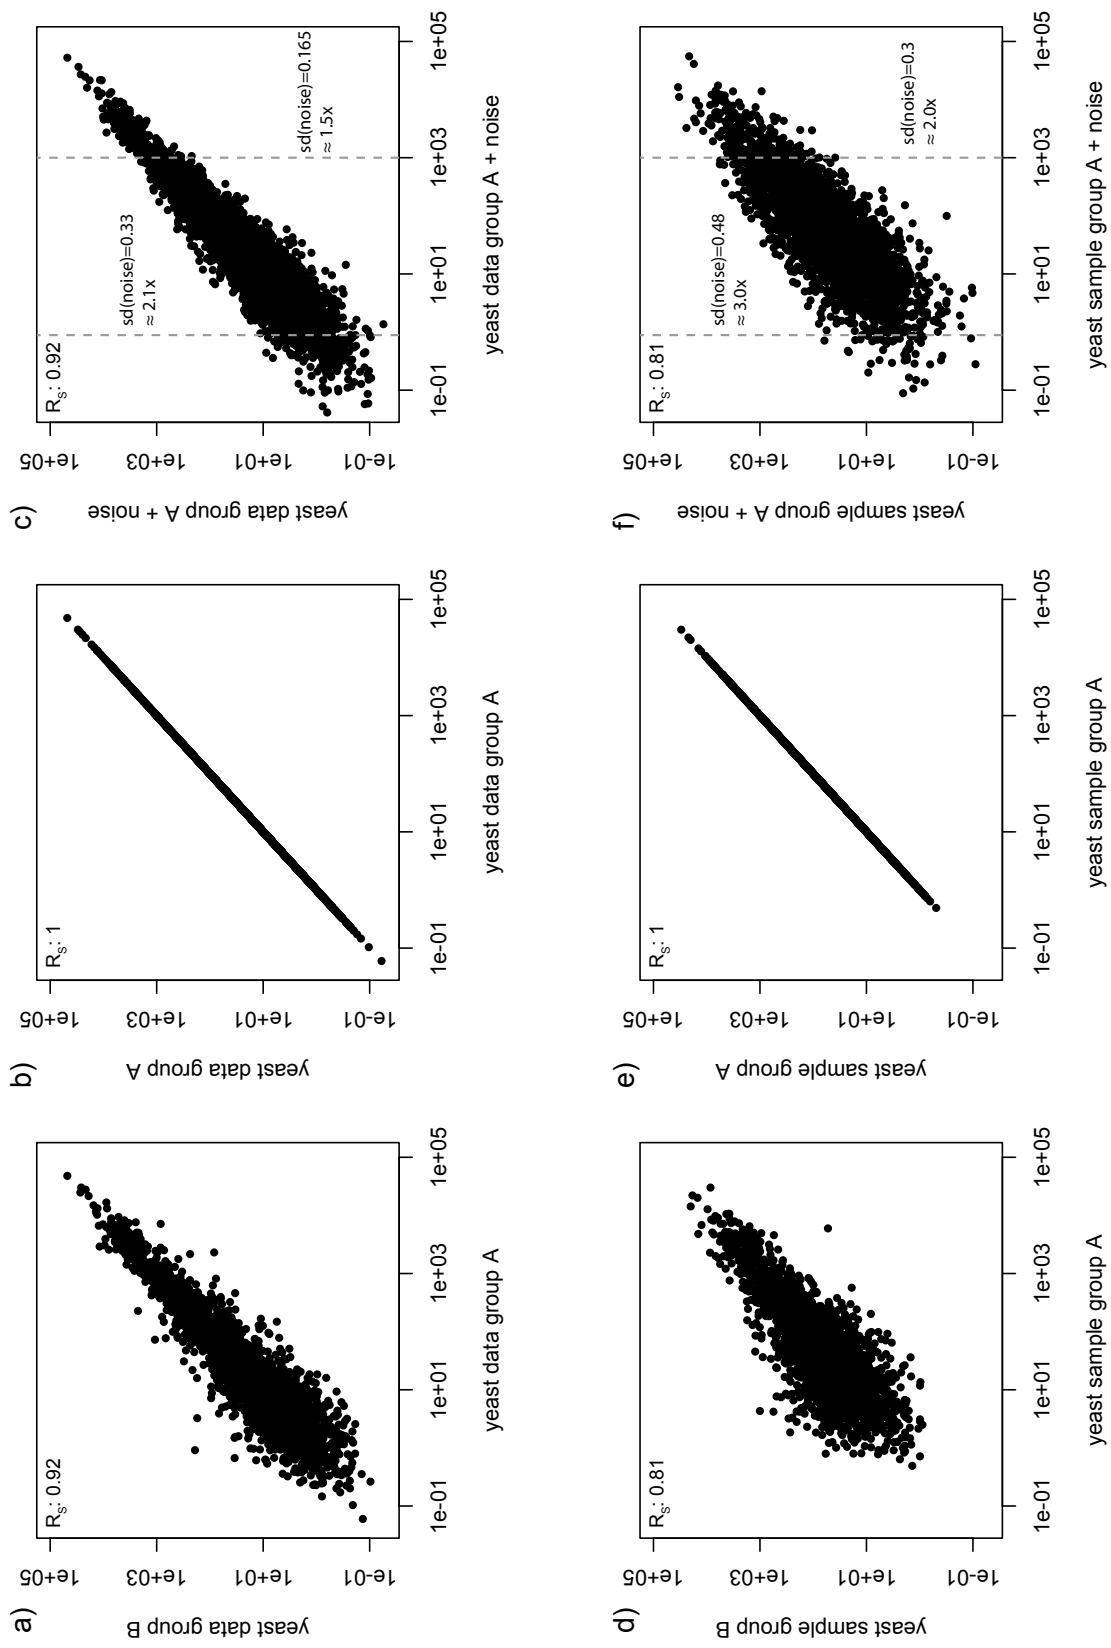 a)
R_S: 0.92
1e+05
1e+03
1e+01
1e-01
yeast data group B
1e-01
1e+01
1e+03
1e+05
yeast data group A
b)
R_S: 1
1e+05
1e+03
1e+01
1e-01
yeast data group A
1e-01
1e+01
1e+03
1e+05
yeast data group A
c)
R_S: 0.92
sd(noise)=0.33
≈ 2.1x
sd(noise)=0.165
≈ 1.5x
1e+05
1e+03
1e+01
1e-01
yeast data group A + noise
1e-01
1e+01
1e+03
1e+05
yeast data group A + noise
d)
R_S: 0.81
1e+05
1e+03
1e+01
1e-01
yeast sample group B
1e-01
1e+01
1e+03
1e+05
yeast sample group A
e)
R_S: 1
1e+05
1e+03
1e+01
1e-01
yeast sample group A
1e-01
1e+01
1e+03
1e+05
yeast sample group A
f)
R_S: 0.81
sd(noise)=0.48
≈ 3.0x
sd(noise)=0.3
≈ 2.0x
1e+05
1e+03
1e+01
1e-01
yeast sample group A + noise
1e-01
1e+01
1e+03
1e+05
yeast sample group A + noise